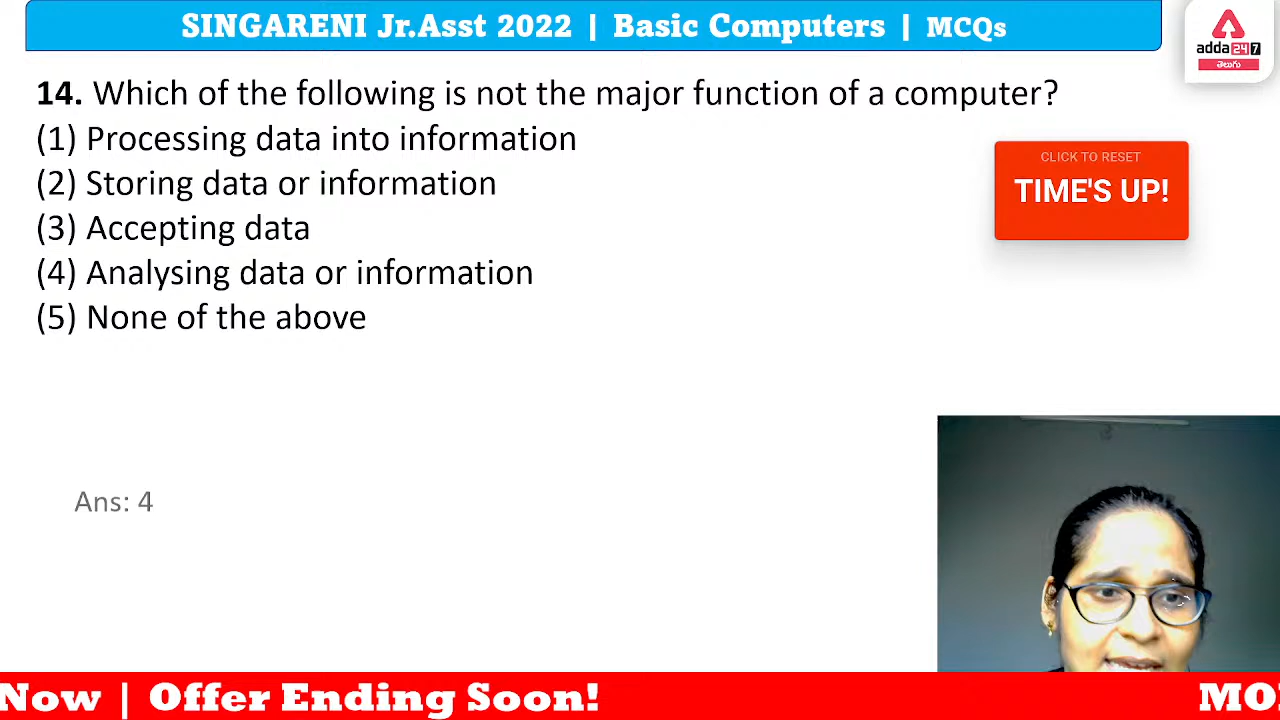 SINGARENI Jr.Asst 2022 | Basic Computers | MCQs
adda247
తెలుగు
14. Which of the following is not the major function of a computer?
(1) Processing data into information
(2) Storing data or information
(3) Accepting data
(4) Analysing data or information
(5) None of the above
CLICK TO RESET
TIME'S UP!
Ans: 4
Now | Offer Ending Soon!